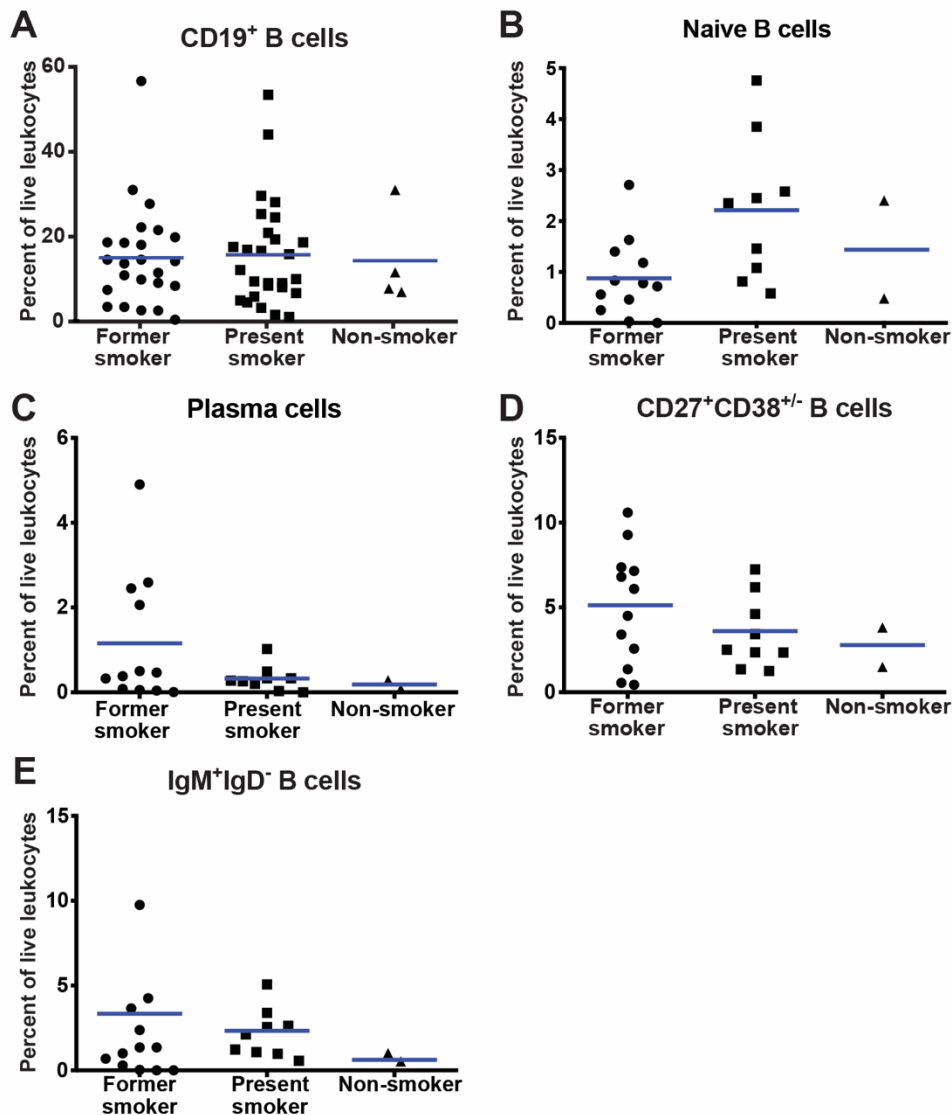 A
CD19⁺ B cells
Percent of live leukocytes
60
40
20
0
Former smoker
Present smoker
Non-smoker
B
Naive B cells
Percent of live leukocytes
5
4
3
2
1
0
Former smoker
Present smoker
Non-smoker
C
Plasma cells
Percent of live leukocytes
6
4
2
0
Former smoker
Present smoker
Non-smoker
D
CD27⁺CD38⁺/⁻ B cells
Percent of live leukocytes
15
10
5
0
Former smoker
Present smoker
Non-smoker
E
IgM⁺IgD⁻ B cells
Percent of live leukocytes
15
10
5
0
Former smoker
Present smoker
Non-smoker